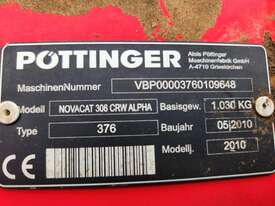 PÖTTINGER
Alois Pöttinger
Maschinenfabrik GmbH
A-4710 Grieskirchen
MaschinenNummer VBP00003760109648
Modell NOVACAT 306 CRW ALPHA Basisgew. 1.030 KG
Type 376 Baujahr 05|2010
CE Modellj. 2010